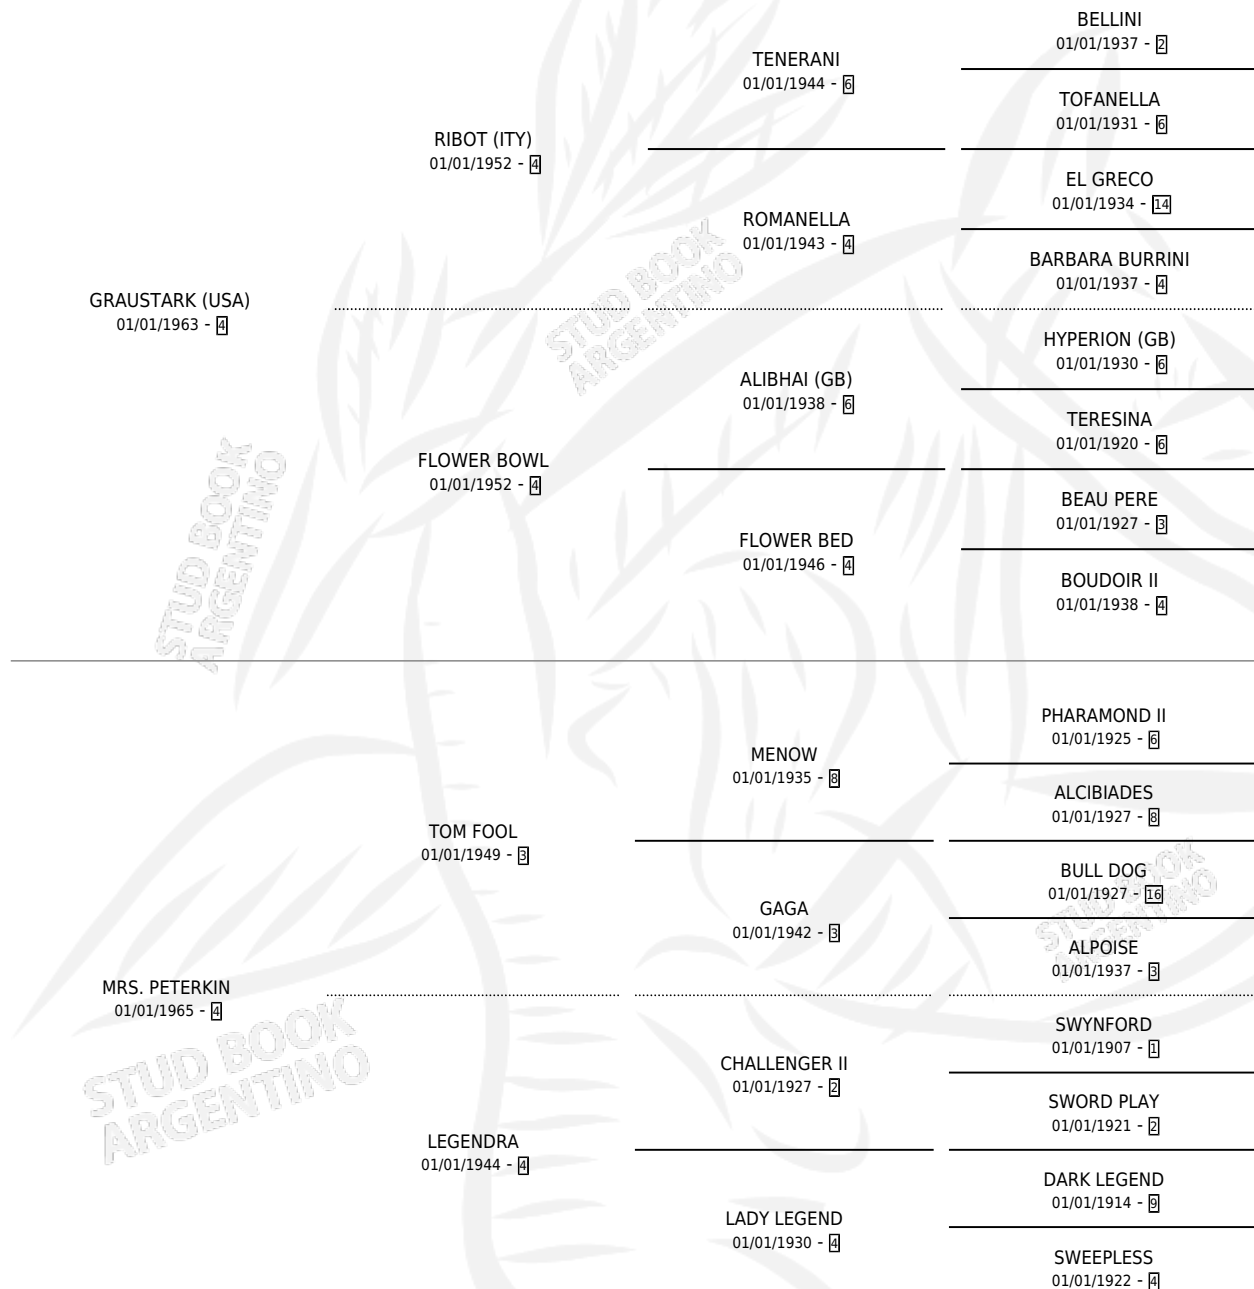 BELLINI
01/01/1937 - 2
TENERANI
01/01/1944 - 6
TOFANELLA
01/01/1931 - 6
RIBOT (ITY)
01/01/1952 - 4
EL GRECO
01/01/1934 - 14
ROMANELLA
01/01/1943 - 4
BARBARA BURRINI
01/01/1937 - 4
GRAUSTARK (USA)
01/01/1963 - 4
HYPERION (GB)
01/01/1930 - 6
ALIBHAI (GB)
01/01/1938 - 6
TERESINA
01/01/1920 - 6
FLOWER BOWL
01/01/1952 - 4
BEAU PERE
01/01/1927 - 3
FLOWER BED
01/01/1946 - 4
BOUDOIR II
01/01/1938 - 4
STUD BOOK
ARGENTINO
STUD BOOK
ARGENTINO
PHARAMOND II
01/01/1925 - 6
MENOW
01/01/1935 - 8
ALCIBIADES
01/01/1927 - 8
TOM FOOL
01/01/1949 - 3
BULL DOG
01/01/1927 - 16
GAGA
01/01/1942 - 3
ALPOISE
01/01/1937 - 3
STUD BOOK
ARGENTINO
MRS. PETERKIN
01/01/1965 - 4
SWYNFORD
01/01/1907 - 1
CHALLENGER II
01/01/1927 - 2
SWORD PLAY
01/01/1921 - 2
STUD BOOK
ARGENTINO
LEGENDRA
01/01/1944 - 4
DARK LEGEND
01/01/1914 - 9
LADY LEGEND
01/01/1930 - 4
SWEEPLESS
01/01/1922 - 4